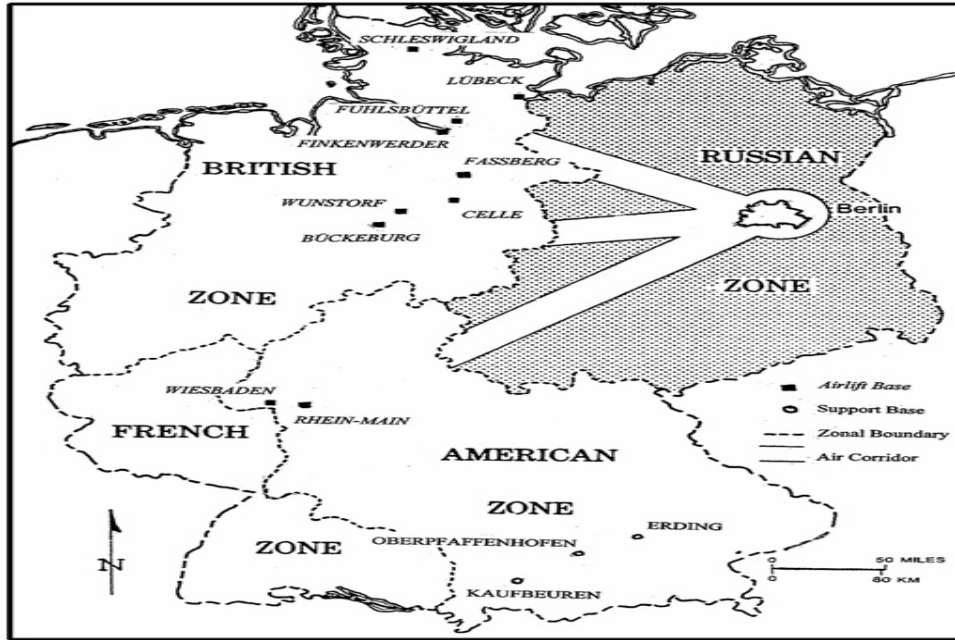 SCHLESWIGLAND
LÜBECK
FUHLSBÜTTEL
FINKENWERDER
BRITISH
FASSBERG
RUSSIAN
WUNSTORF
CELLE
Berlin
BÜCKEBURG
ZONE
ZONE
WIESBADEN
RHEIN-MAIN
FRENCH
AMERICAN
ZONE
ZONE
OBERPFAFFENHOFEN
ERDING
KAUFBEUREN
N
Airlift Base
Support Base
Zonal Boundary
Air Corridor
0 50 MILES
0 80 KM